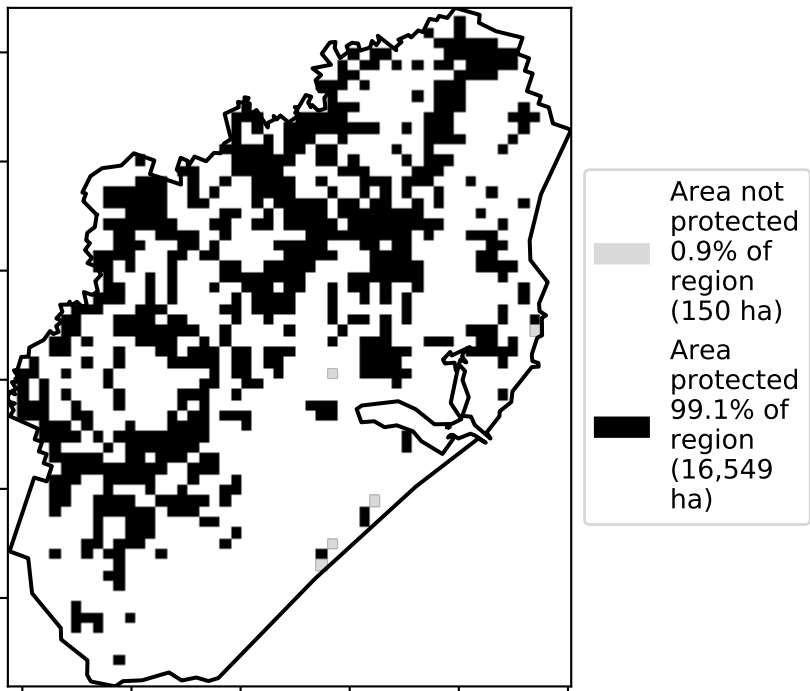 Area not
protected
0.9% of
region
(150 ha)
Area
protected
99.1% of
region
(16,549
ha)